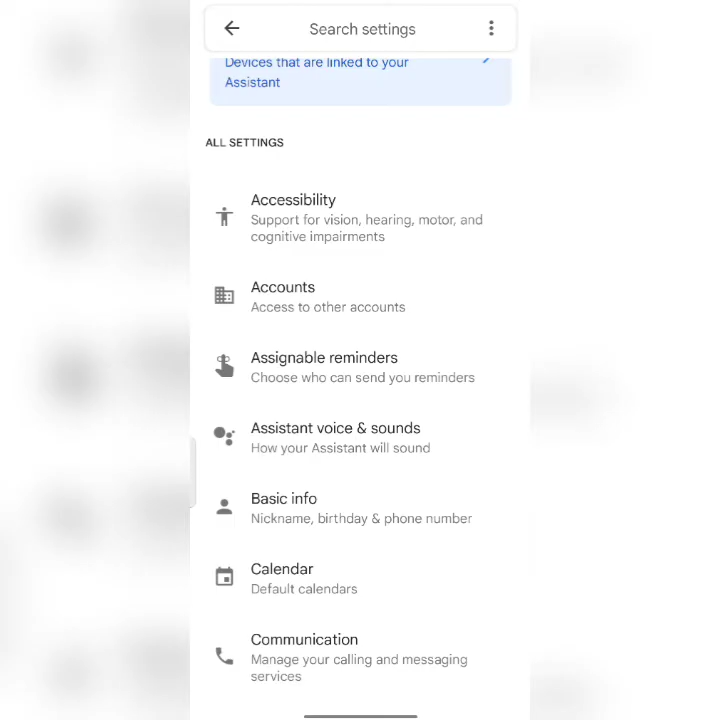 Search settings
Devices that are linked to your
Assistant
ALL SETTINGS
Accessibility
Support for vision, hearing, motor, and
cognitive impairments
Accounts
Access to other accounts
Assignable reminders
Choose who can send you reminders
Assistant voice & sounds
How your Assistant will sound
Basic info
Nickname, birthday & phone number
Calendar
Default calendars
Communication
Manage your calling and messaging
services